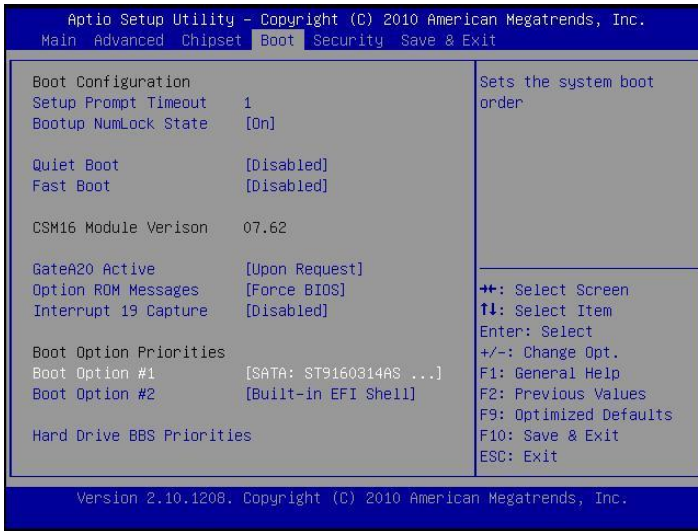 Aptio Setup Utility – Copyright (C) 2010 American Megatrends, Inc.
Main Advanced Chipset Boot Security Save & Exit
Boot Configuration
Setup Prompt Timeout 1
Bootup NumLock State [On]
Quiet Boot [Disabled]
Fast Boot [Disabled]
CSM16 Module Verison 07.62
GateA20 Active [Upon Request]
Option ROM Messages [Force BIOS]
Interrupt 19 Capture [Disabled]
Boot Option Priorities
Boot Option #1 [SATA: ST9160314AS ...]
Boot Option #2 [Built-in EFI Shell]
Hard Drive BBS Priorities
Sets the system boot
order
→←: Select Screen
↑↓: Select Item
Enter: Select
+/-: Change Opt.
F1: General Help
F2: Previous Values
F9: Optimized Defaults
F10: Save & Exit
ESC: Exit
Version 2.10.1208. Copyright (C) 2010 American Megatrends, Inc.